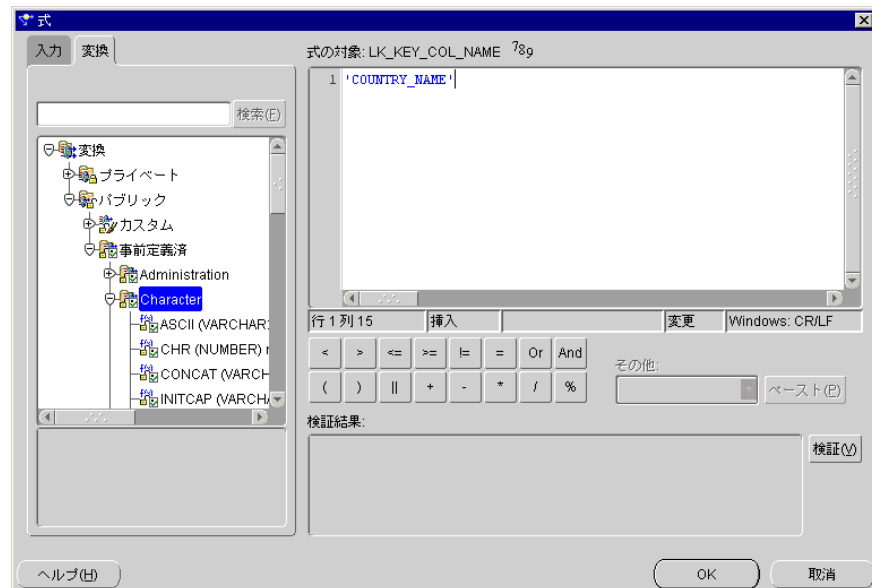 式
入力 変換
式の対象: LK_KEY_COL_NAME 789
検索(F)
変換
プライベート
パブリック
カスタム
事前定義済
Administration
Character
ASCII (VARCHAR
CHR (NUMBER) r
CONCAT (VARCH
INITCAP (VARCHA
1 'COUNTRY_NAME'
行 1 列 15 挿入 変更 Windows: CR/LF
< > <= >= != = Or And
( ) || + - * / %
その他:
ペースト(P)
検証結果:
検証(V)
ヘルプ(H) OK 取消